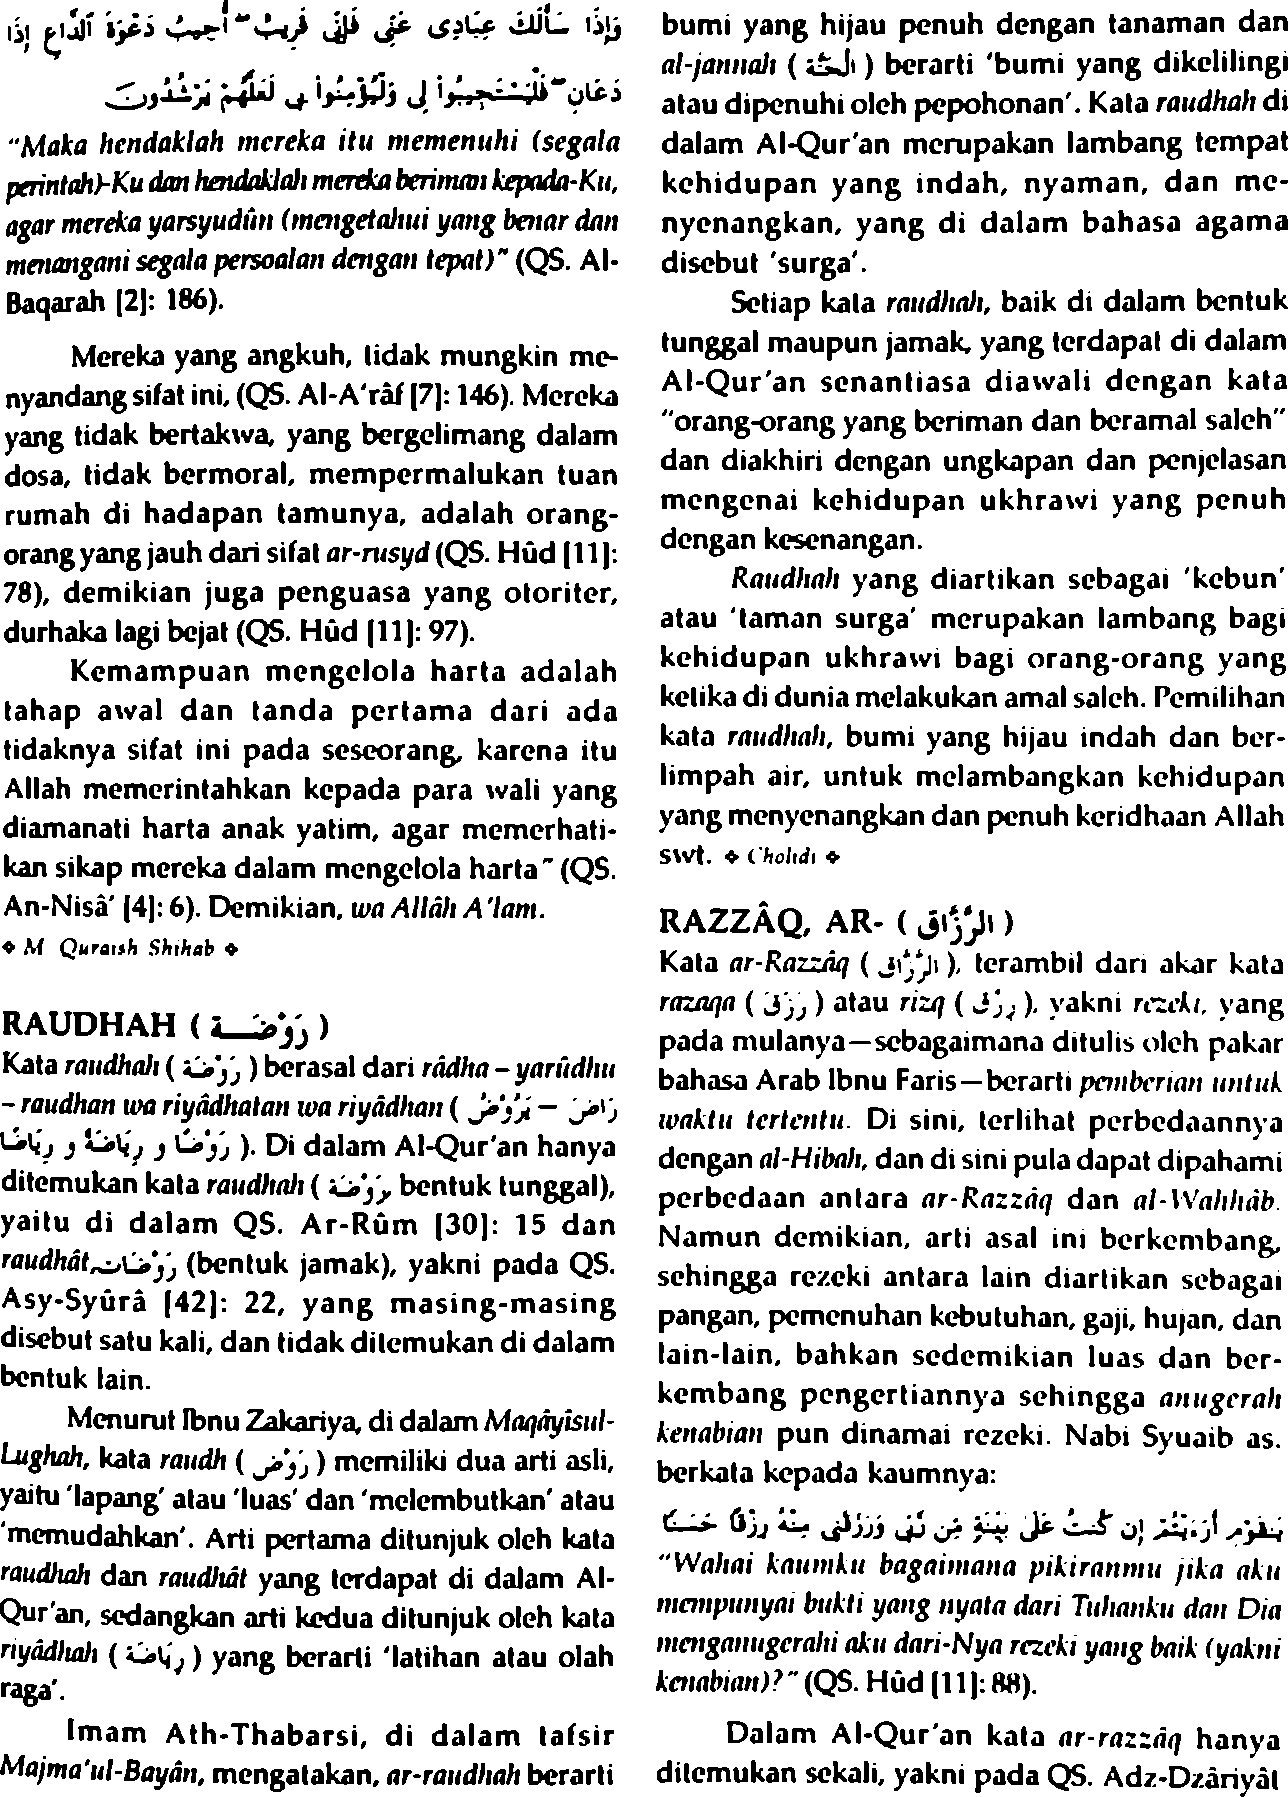 وَإِذَا سَأَلَكَ عِبَادِى عَنِّى فَإِنِّى قَرِيبٌ ۖ أُجِيبُ دَعْوَةَ ٱلدَّاعِ إِذَا
دَعَانِ ۖ فَلْيَسْتَجِيبُوا۟ لِى وَلْيُؤْمِنُوا۟ بِى لَعَلَّهُمْ يَرْشُدُونَ
"Maka hendaklah mereka itu memenuhi (segala
perintah)-Ku dan hendaklah mereka beriman kepada-Ku,
agar mereka yarsyudûn (mengetahui yang benar dan
menangani segala persoalan dengan tepat)" (QS. Al-
Baqarah [2]: 186).
Mereka yang angkuh, tidak mungkin me-
nyandang sifat ini, (QS. Al-A'râf [7]: 146). Mereka
yang tidak bertakwa, yang bergelimang dalam
dosa, tidak bermoral, mempermalukan tuan
rumah di hadapan tamunya, adalah orang-
orang yang jauh dari sifat ar-rusyd (QS. Hûd [11]:
78), demikian juga penguasa yang otoriter,
durhaka lagi bejat (QS. Hûd [11]: 97).
Kemampuan mengelola harta adalah
tahap awal dan tanda pertama dari ada
tidaknya sifat ini pada seseorang, karena itu
Allah memerintahkan kepada para wali yang
diamanati harta anak yatim, agar memerhati-
kan sikap mereka dalam mengelola harta" (QS.
An-Nisâ' [4]: 6). Demikian, wa Allâh A'lam.
❖ M Quraish Shihab ❖
RAUDHAH ( رَوْضَة )
Kata raudhah ( رَوْضَة ) berasal dari râdha – yarûdhu
– raudhan wa riyâdhatan wa riyâdhan ( رَاضَ – يَرُوْضُ
رَوْضًا و رِيَاضَةً و رِيَاضًا ). Di dalam Al-Qur'an hanya
ditemukan kata raudhah ( رَوْضَة, bentuk tunggal),
yaitu di dalam QS. Ar-Rûm [30]: 15 dan
raudhât رَوْضَات (bentuk jamak), yakni pada QS.
Asy-Syûrâ [42]: 22, yang masing-masing
disebut satu kali, dan tidak ditemukan di dalam
bentuk lain.
Menurut Ibnu Zakariya, di dalam Maqâyîsul-
Lughah, kata raudh ( رَوْض ) memiliki dua arti asli,
yaitu 'lapang' atau 'luas' dan 'melembutkan' atau
'memudahkan'. Arti pertama ditunjuk oleh kata
raudhah dan raudhât yang terdapat di dalam Al-
Qur'an, sedangkan arti kedua ditunjuk oleh kata
riyâdhah ( رِيَاضَة ) yang berarti 'latihan atau olah
raga'.
Imam Ath-Thabarsi, di dalam tafsir
Majma'ul-Bayân, mengatakan, ar-raudhah berarti
bumi yang hijau penuh dengan tanaman dan
al-jannah ( الْجَنَّة ) berarti 'bumi yang dikelilingi
atau dipenuhi oleh pepohonan'. Kata raudhah di
dalam Al-Qur'an merupakan lambang tempat
kehidupan yang indah, nyaman, dan me-
nyenangkan, yang di dalam bahasa agama
disebut 'surga'.
Setiap kata raudhah, baik di dalam bentuk
tunggal maupun jamak, yang terdapat di dalam
Al-Qur'an senantiasa diawali dengan kata
"orang-orang yang beriman dan beramal saleh"
dan diakhiri dengan ungkapan dan penjelasan
mengenai kehidupan ukhrawi yang penuh
dengan kesenangan.
Raudhah yang diartikan sebagai 'kebun'
atau 'taman surga' merupakan lambang bagi
kehidupan ukhrawi bagi orang-orang yang
ketika di dunia melakukan amal saleh. Pemilihan
kata raudhah, bumi yang hijau indah dan ber-
limpah air, untuk melambangkan kehidupan
yang menyenangkan dan penuh keridhaan Allah
swt. ❖ Cholidi ❖
RAZZÂQ, AR- ( الرَّزَّاق )
Kata ar-Razzâq ( الرَّزَّاق ), terambil dari akar kata
razaqa ( رَزَقَ ) atau rizq ( رِزْق ), yakni rezeki, yang
pada mulanya—sebagaimana ditulis oleh pakar
bahasa Arab Ibnu Faris—berarti pemberian untuk
waktu tertentu. Di sini, terlihat perbedaannya
dengan al-Hibah, dan di sini pula dapat dipahami
perbedaan antara ar-Razzâq dan al-Wahhâb.
Namun demikian, arti asal ini berkembang,
sehingga rezeki antara lain diartikan sebagai
pangan, pemenuhan kebutuhan, gaji, hujan, dan
lain-lain, bahkan sedemikian luas dan ber-
kembang pengertiannya sehingga anugerah
kenabian pun dinamai rezeki. Nabi Syuaib as.
berkata kepada kaumnya:
يَـٰقَوْمِ أَرَءَيْتُمْ إِن كُنتُ عَلَىٰ بَيِّنَةٍ مِّن رَّبِّى وَرَزَقَنِى مِنْهُ رِزْقًا حَسَنًا
"Wahai kaumku bagaimana pikiranmu jika aku
mempunyai bukti yang nyata dari Tuhanku dan Dia
menganugerahi aku dari-Nya rezeki yang baik (yakni
kenabian)?" (QS. Hûd [11]: 88).
Dalam Al-Qur'an kata ar-razzâq hanya
ditemukan sekali, yakni pada QS. Adz-Dzâriyât